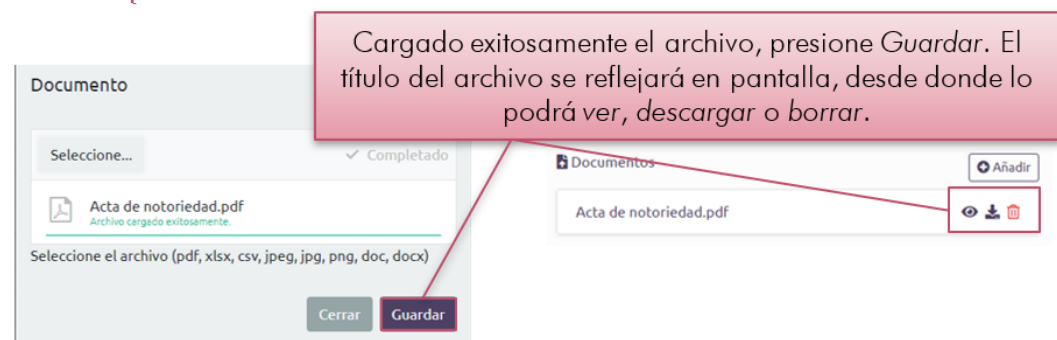 Cargado exitosamente el archivo, presione Guardar. El
título del archivo se reflejará en pantalla, desde donde lo
podrá ver, descargar o borrar.
Documento
Seleccione...
Completado
Acta de notoriedad.pdf
Archivo cargado exitosamente.
Seleccione el archivo (pdf, xlsx, csv, jpeg, jpg, png, doc, docx)
Cerrar
Guardar
Documentos
Añadir
Acta de notoriedad.pdf